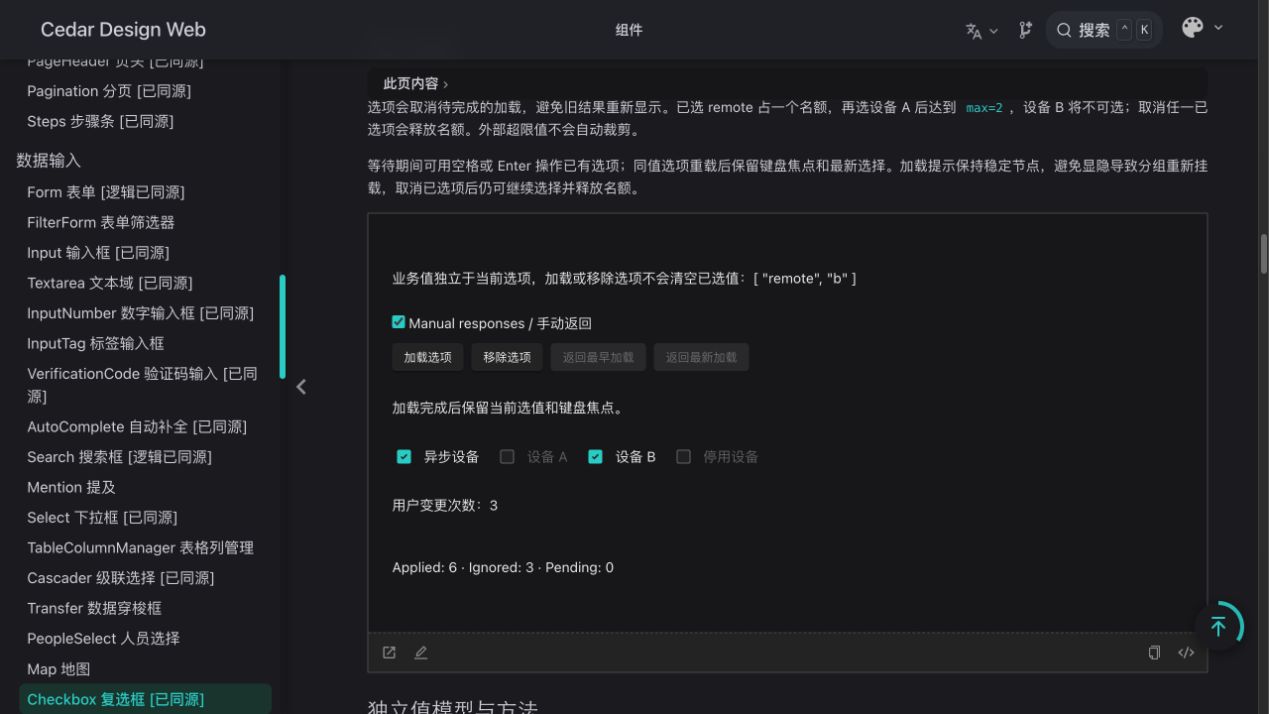 Cedar Design Web
组件
搜索
^
K
PageHeader 页头 [已同源]
Pagination 分页 [已同源]
Steps 步骤条 [已同源]
数据输入
Form 表单 [逻辑已同源]
FilterForm 表单筛选器
Input 输入框 [已同源]
Textarea 文本域 [已同源]
InputNumber 数字输入框 [已同源]
InputTag 标签输入框
VerificationCode 验证码输入 [已同
源]
AutoComplete 自动补全 [已同源]
Search 搜索框 [逻辑已同源]
Mention 提及
Select 下拉框 [已同源]
TableColumnManager 表格列管理
Cascader 级联选择 [已同源]
Transfer 数据穿梭框
PeopleSelect 人员选择
Map 地图
Checkbox 复选框 [已同源]
此页内容 ›
选项会取消待完成的加载，避免旧结果重新显示。已选 remote 占一个名额，再选设备 A 后达到 max=2 ，设备 B 将不可选；取消任一已
选项会释放名额。外部超限值不会自动裁剪。
等待期间可用空格或 Enter 操作已有选项；同值选项重载后保留键盘焦点和最新选择。加载提示保持稳定节点，避免显隐导致分组重新挂
载，取消已选项后仍可继续选择并释放名额。
业务值独立于当前选项，加载或移除选项不会清空已选值：[ "remote", "b" ]
Manual responses / 手动返回
加载选项 移除选项 返回最早加载 返回最新加载
加载完成后保留当前选值和键盘焦点。
异步设备 设备 A 设备 B 停用设备
用户变更次数：3
Applied: 6 · Ignored: 3 · Pending: 0
独立值模型与方法